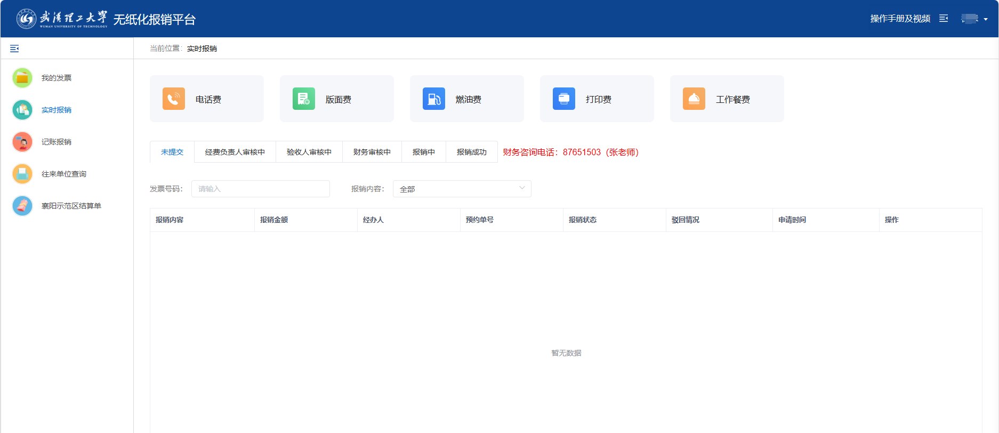 武汉理工大学 无纸化报销平台 操作手册及视频
WUHAN UNIVERSITY OF TECHNOLOGY
当前位置：实时报销
我的发票
实时报销
记账报销
往来单位查询
襄阳示范区结算单
电话费 版面费 燃油费 打印费 工作餐费
未提交 经费负责人审核中 验收人审核中 财务审核中 报销中 报销成功 财务咨询电话：87651503（张老师）
发票号码： 请输入 报销内容： 全部
报销内容 报销金额 经办人 预约单号 报销状态 驳回情况 申请时间 操作
暂无数据